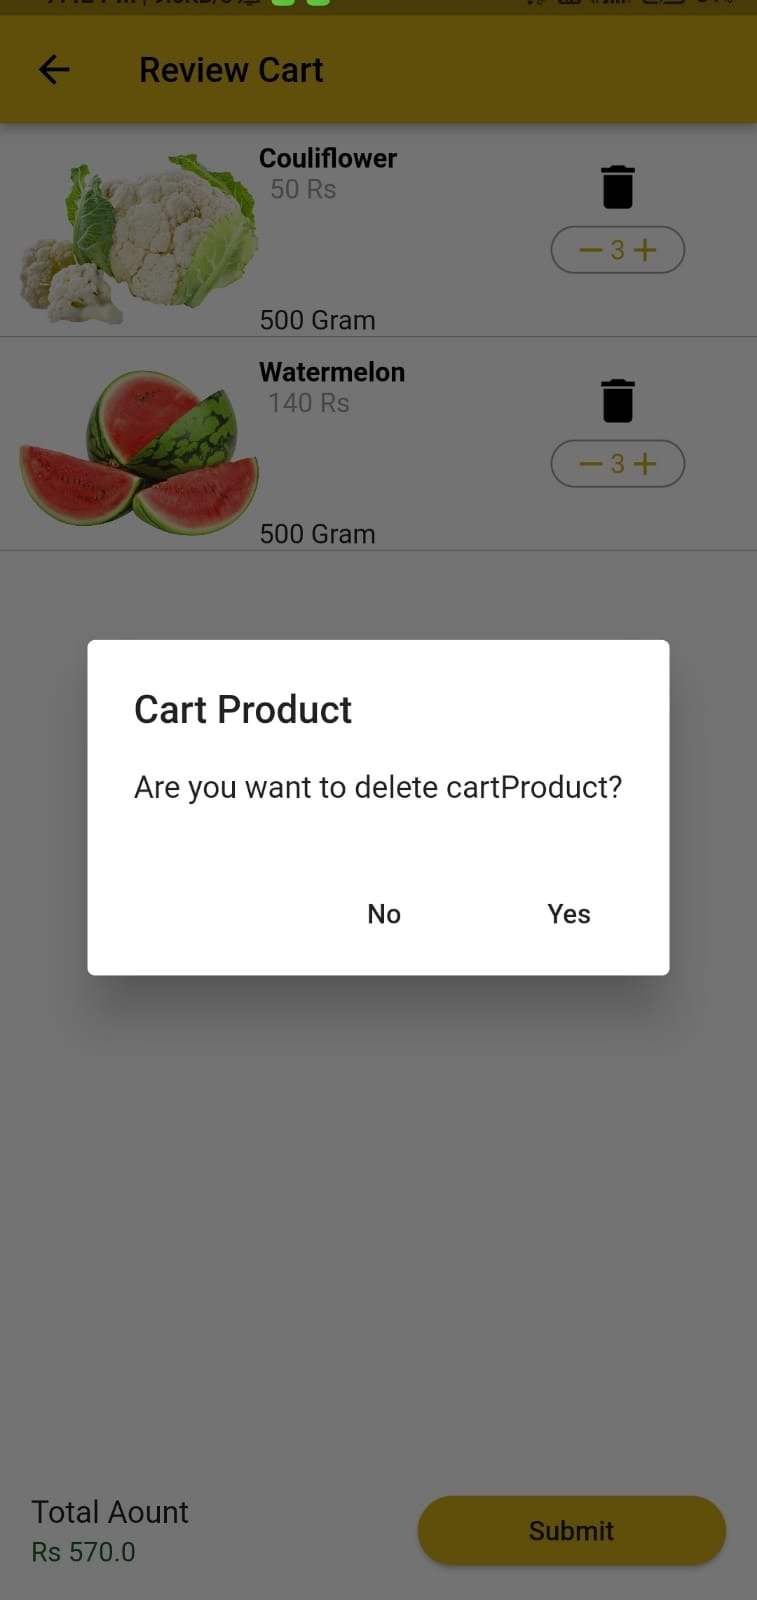 Review Cart
Couliflower
50 Rs
3
500 Gram
Watermelon
140 Rs
3
500 Gram
Cart Product
Are you want to delete cartProduct?
No Yes
Total Aount
Rs 570.0
Submit